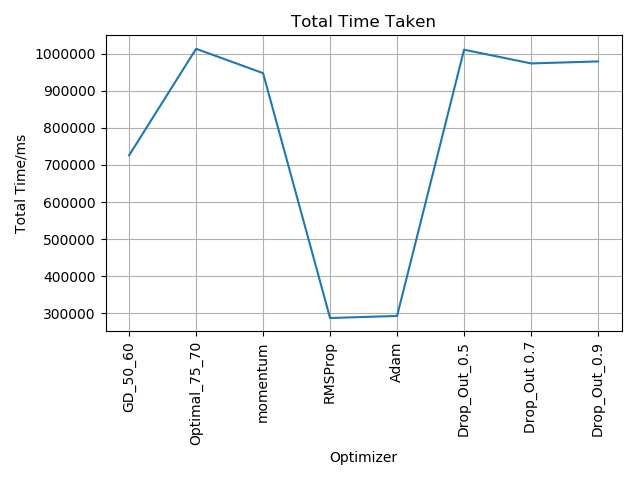 Total Time Taken
Total Time/ms
1000000
900000
800000
700000
600000
500000
400000
300000
GD_50_60
Optimal_75_70
momentum
RMSProp
Adam
Drop_Out_0.5
Drop_Out 0.7
Drop_Out_0.9
Optimizer